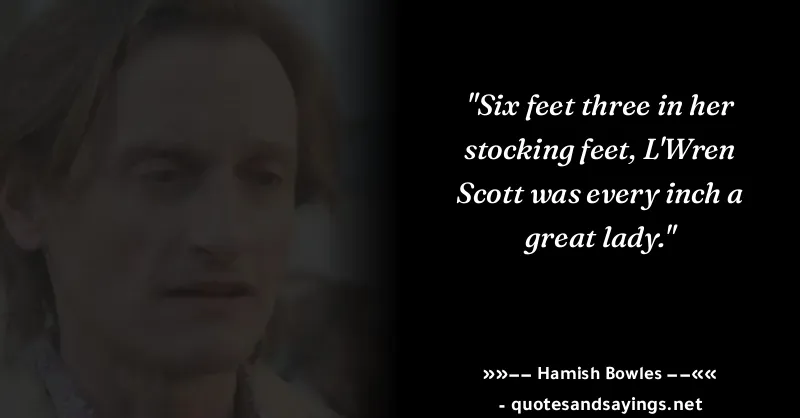 "Six feet three in her
stocking feet, L'Wren
Scott was every inch a
great lady."
»»−− Hamish Bowles −−««
- quotesandsayings.net